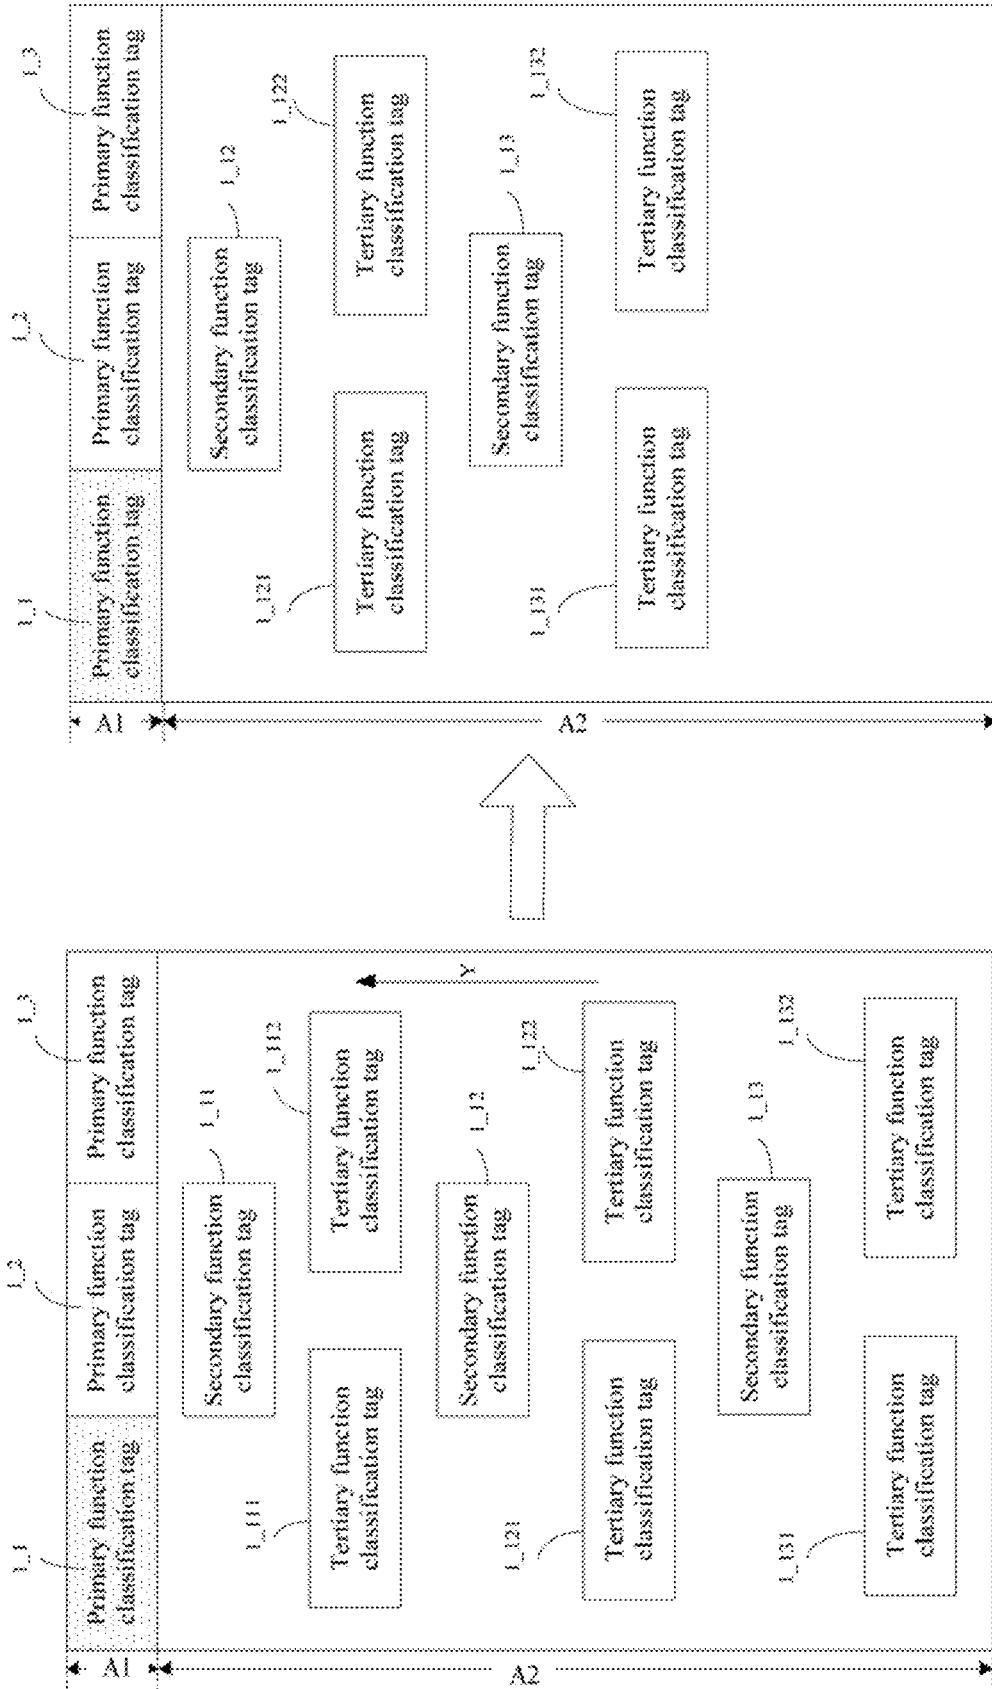 1_1
1_2
1_3
A1
Primary function
classification tag
Primary function
classification tag
Primary function
classification tag
1_11
Secondary function
classification tag
1_111
1_112
Tertiary function
classification tag
Tertiary function
classification tag
1_12
Secondary function
classification tag
Y
A2
1_121
1_122
Tertiary function
classification tag
Tertiary function
classification tag
1_13
Secondary function
classification tag
1_131
1_132
Tertiary function
classification tag
Tertiary function
classification tag
1_1
1_2
1_3
A1
Primary function
classification tag
Primary function
classification tag
Primary function
classification tag
1_12
Secondary function
classification tag
1_121
1_122
Tertiary function
classification tag
Tertiary function
classification tag
1_13
Secondary function
classification tag
A2
1_131
1_132
Tertiary function
classification tag
Tertiary function
classification tag